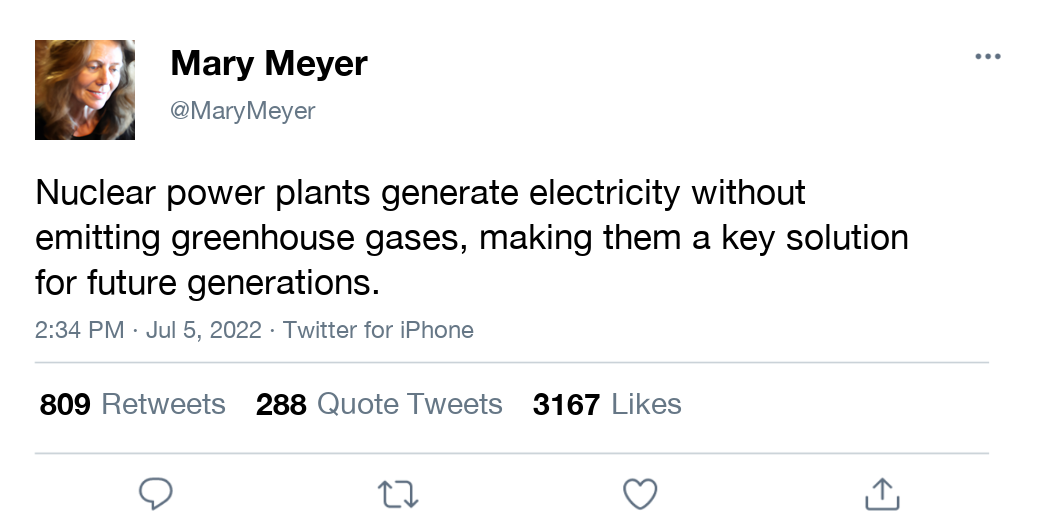 Mary Meyer
@MaryMeyer
Nuclear power plants generate electricity without
emitting greenhouse gases, making them a key solution
for future generations.
2:34 PM · Jul 5, 2022 · Twitter for iPhone
809 Retweets 288 Quote Tweets 3167 Likes